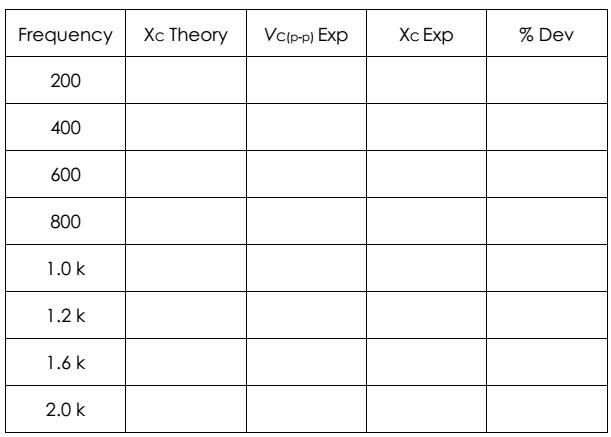 Frequency Xc Theory Vc(p-p) Exp Xc Exp % Dev
200
400
600
800
1.0 k
1.2 k
1.6 k
2.0 k